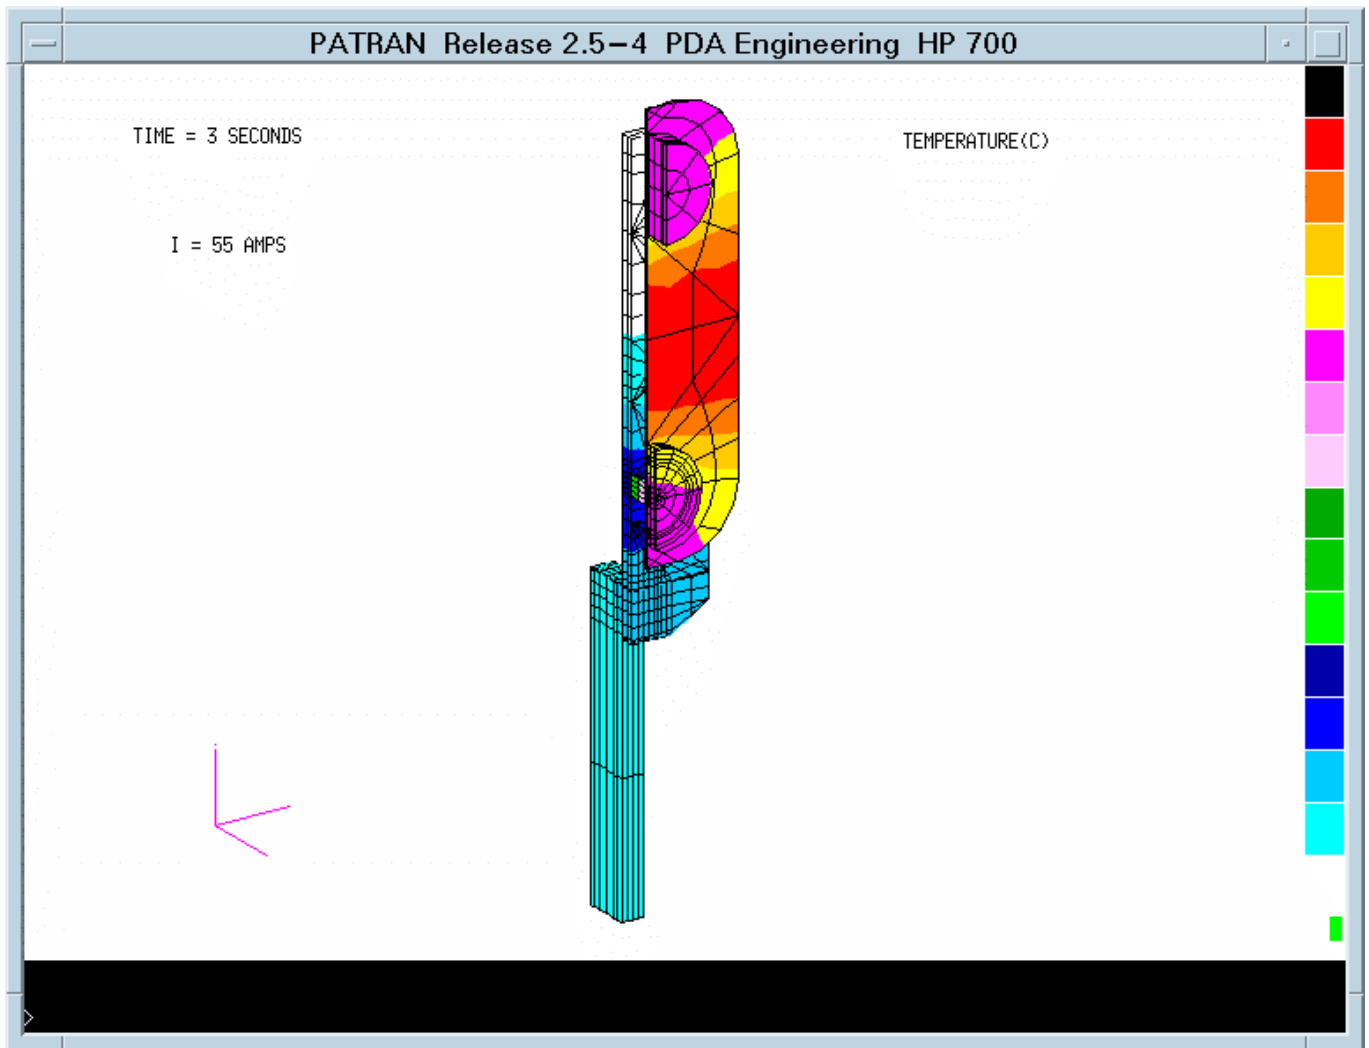 PATRAN Release 2.5-4 PDA Engineering HP 700
TIME = 3 SECONDS
TEMPERATURE(C)
I = 55 AMPS
>